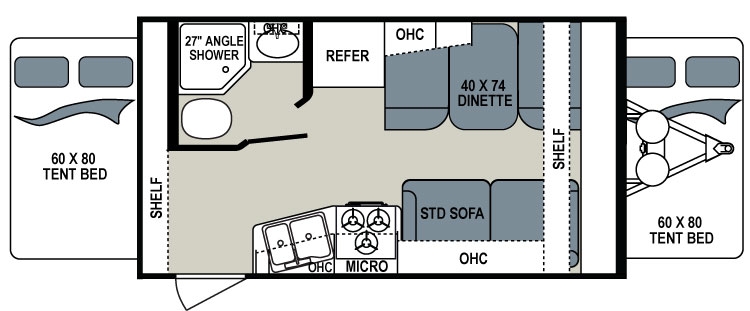 27" ANGLE
SHOWER
OHC
REFER
OHC
40 X 74
DINETTE
60 X 80
TENT BED
SHELF
SHELF
STD SOFA
60 X 80
TENT BED
OHC
MICRO
OHC